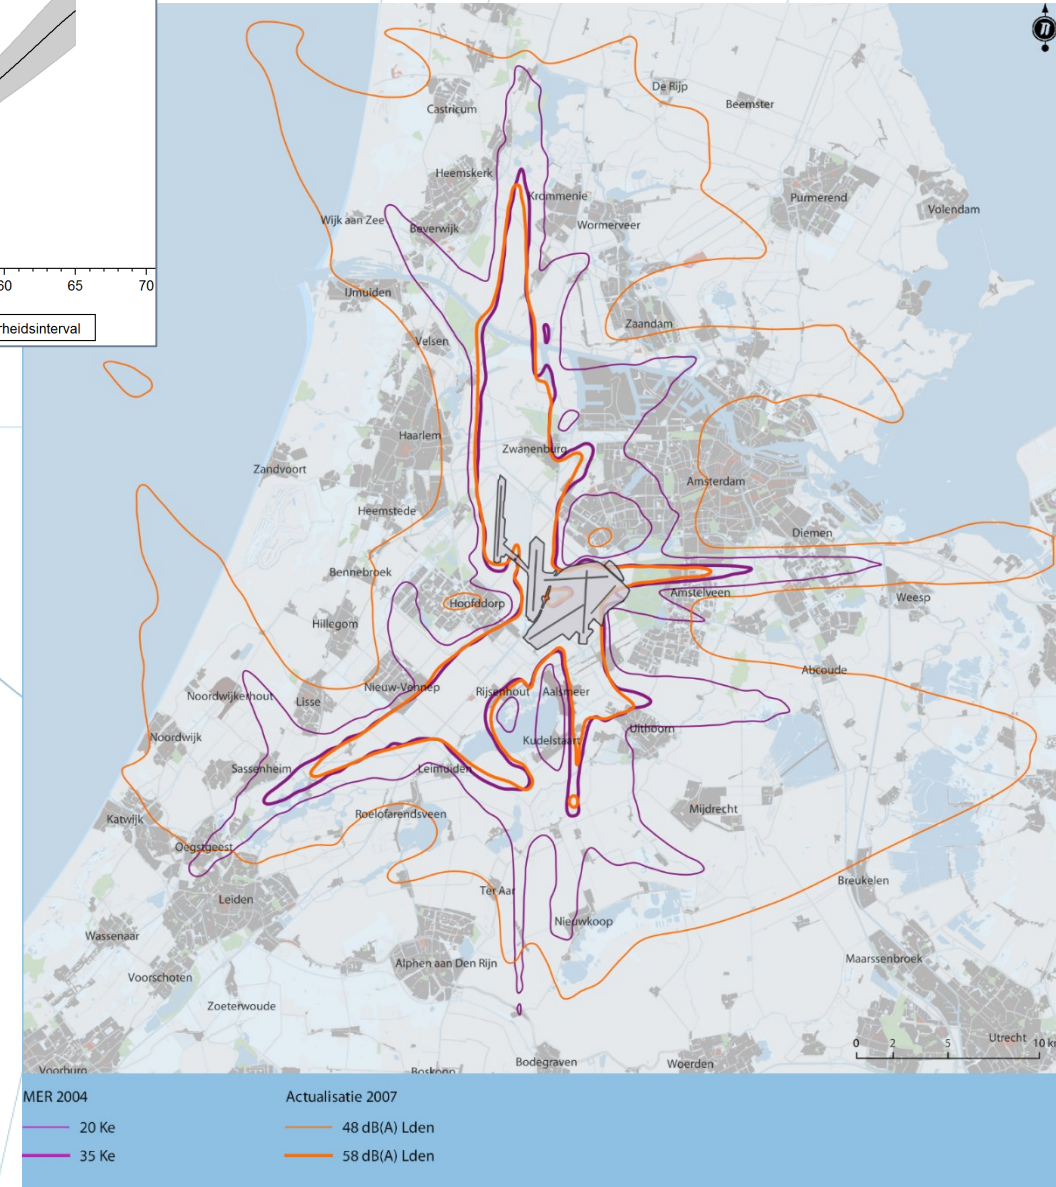 60
65
70
rheidsinterval
n
De Rijp
Beemster
Castricum
Heemskerk
Krommenie
Purmerend
Volendam
Wijk aan Zee
Beverwijk
Wormerveer
IJmuiden
Zaandam
Velsen
Haarlem
Zwanenburg
Zandvoort
Amsterdam
Heemstede
Diemen
Bennebroek
Hoofddorp
Amstelveen
Weesp
Hillegom
Abcoude
Nieuw-Vennep
Rijsenhout
Aalsmeer
Noordwijkerhout
Lisse
Uithoorn
Noordwijk
Kudelstaart
Sassenheim
Leimuiden
Mijdrecht
Katwijk
Roelofarendsveen
Oegstgeest
Breukelen
Ter Aar
Leiden
Nieuwkoop
Wassenaar
Maarssenbroek
Alphen aan Den Rijn
Voorschoten
Zoeterwoude
Utrecht
0 2 5 10 km
Bodegraven
Woerden
Voorburg
Boskoop
MER 2004
Actualisatie 2007
20 Ke
48 dB(A) Lden
35 Ke
58 dB(A) Lden